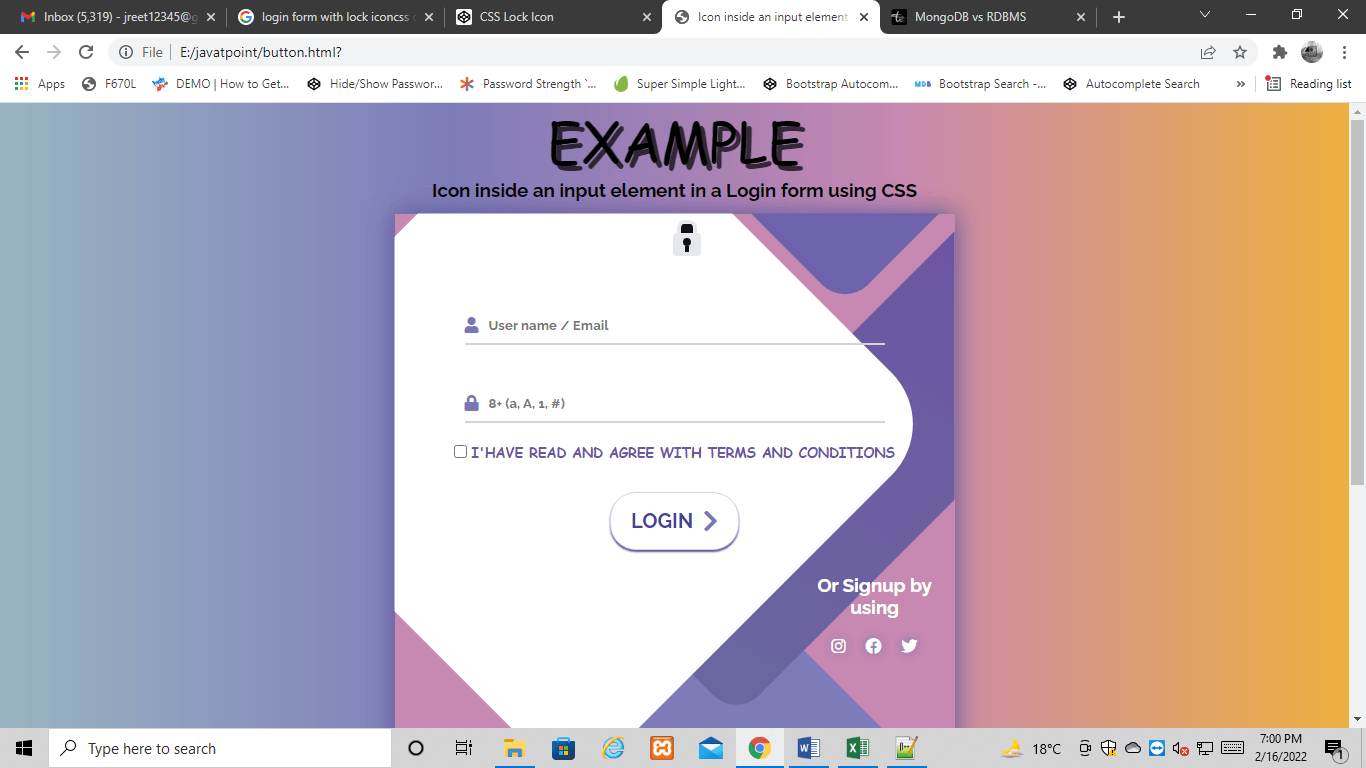 Inbox (5,319) - jreet12345@g
login form with lock iconcss
CSS Lock Icon
Icon inside an input element
MongoDB vs RDBMS
File
E:/javatpoint/button.html?
Apps
F670L
DEMO | How to Get...
Hide/Show Passwor...
Password Strength `...
Super Simple Light...
Bootstrap Autocom...
MDB
Bootstrap Search -...
Autocomplete Search
»
Reading list
EXAMPLE
Icon inside an input element in a Login form using CSS
User name / Email
8+ (a, A, 1, #)
I'HAVE READ AND AGREE WITH TERMS AND CONDITIONS
LOGIN
Or Signup by
using
Type here to search
18°C
7:00 PM
2/16/2022
1